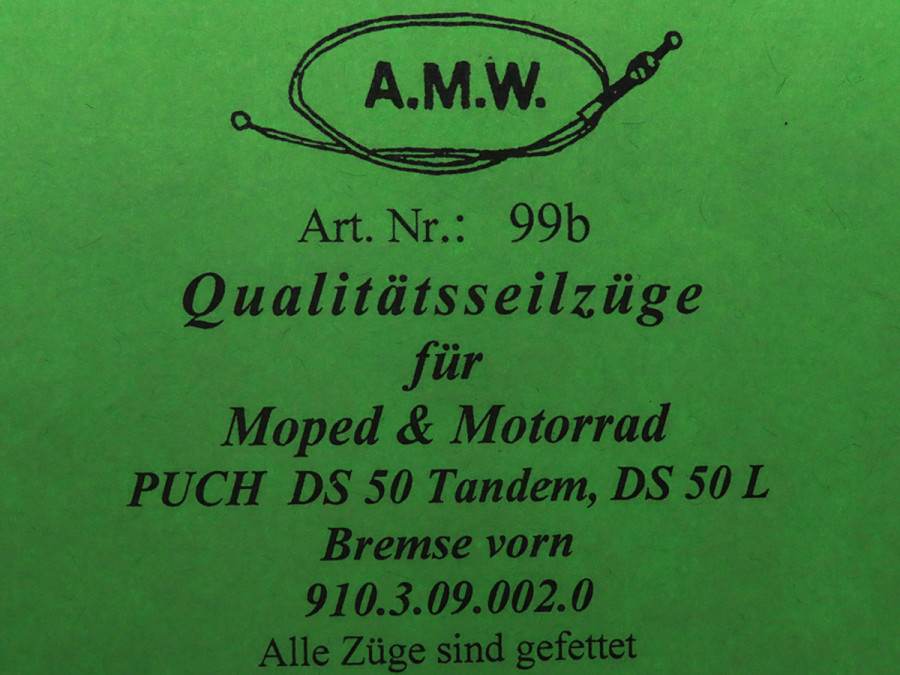 A.M.W.
Art. Nr.: 99b
Qualitätsseilzüge
für
Moped & Motorrad
PUCH DS 50 Tandem, DS 50 L
Bremse vorn
910.3.09.002.0
Alle Züge sind gefettet